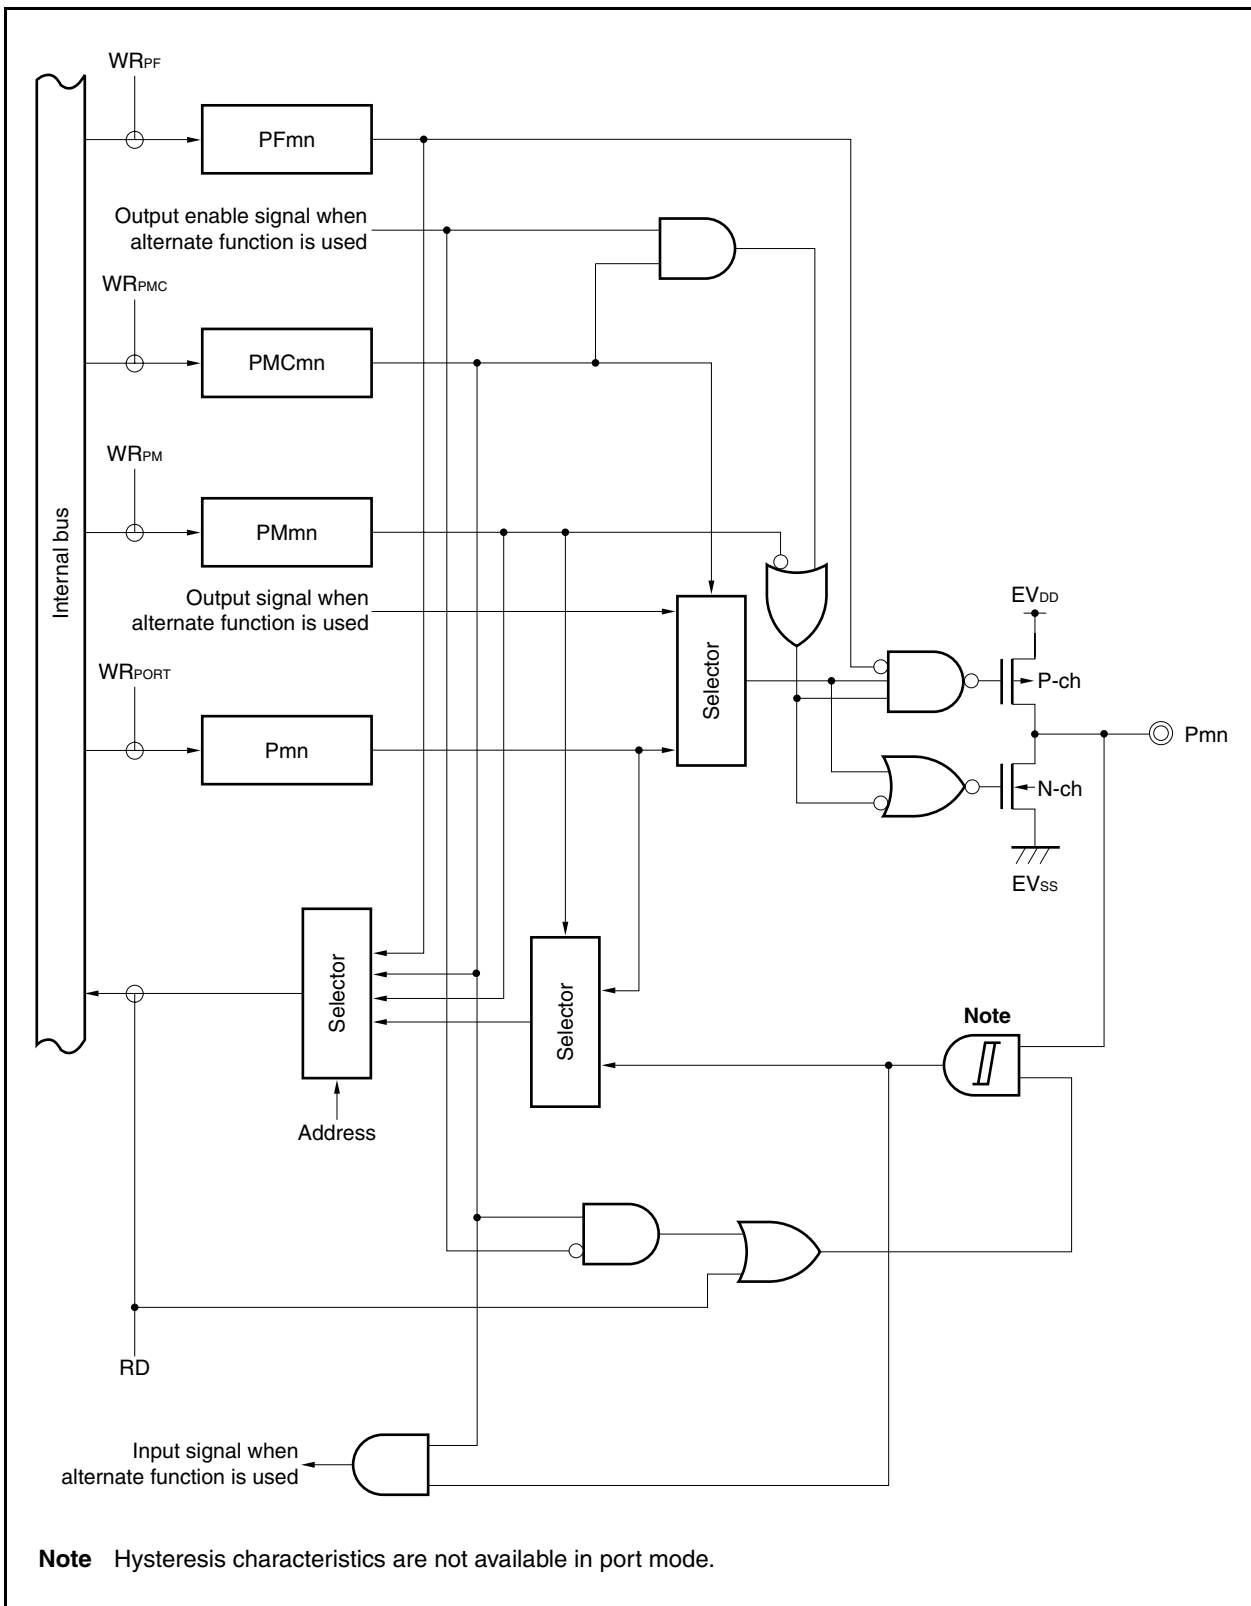 WRPF
PFmn
Output enable signal when
alternate function is used
WRPMC
PMCmn
WRPM
PMmn
Internal bus
Output signal when
alternate function is used
EVDD
Selector
P-ch
WRPORT
Pmn
Pmn
N-ch
EVSS
Selector
Selector
Note
Address
RD
Input signal when
alternate function is used
Note Hysteresis characteristics are not available in port mode.